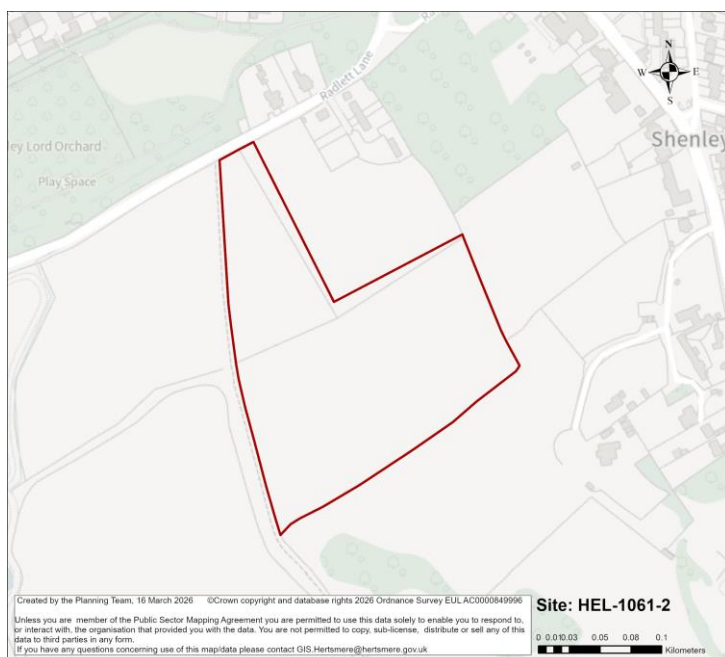 Radlett Lane
Ra
N
W E
S
Shenley
ley Lord Orchard
Play Space
Created by the Planning Team, 16 March 2026 ©Crown copyright and database rights 2026 Ordnance Survey EUL AC0000849996
Unless you are member of the Public Sector Mapping Agreement you are permitted to use this data solely to enable you to respond to,
or interact with, the organisation that provided you with the data. You are not permitted to copy, sub-license, distribute or sell any of this
data to third parties in any form.
If you have any questions concerning use of this map/data please contact GIS.Hertsmere@hertsmere.gov.uk
Site: HEL-1061-2
0 0.010.03 0.05 0.08 0.1
Kilometers